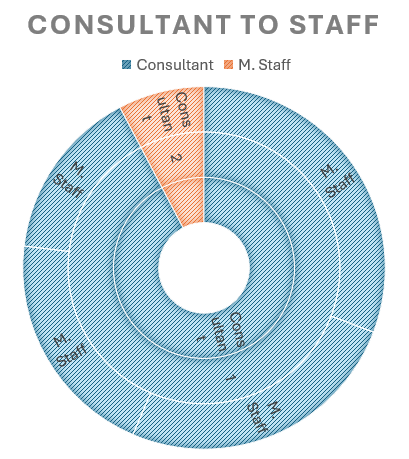 CONSULTANT TO STAFF
Consultant M. Staff
Cons
ultan
t
2
M.
Staff
M.
Staff
M.
Staff
Cons
ultan
t
1
M.
Staff